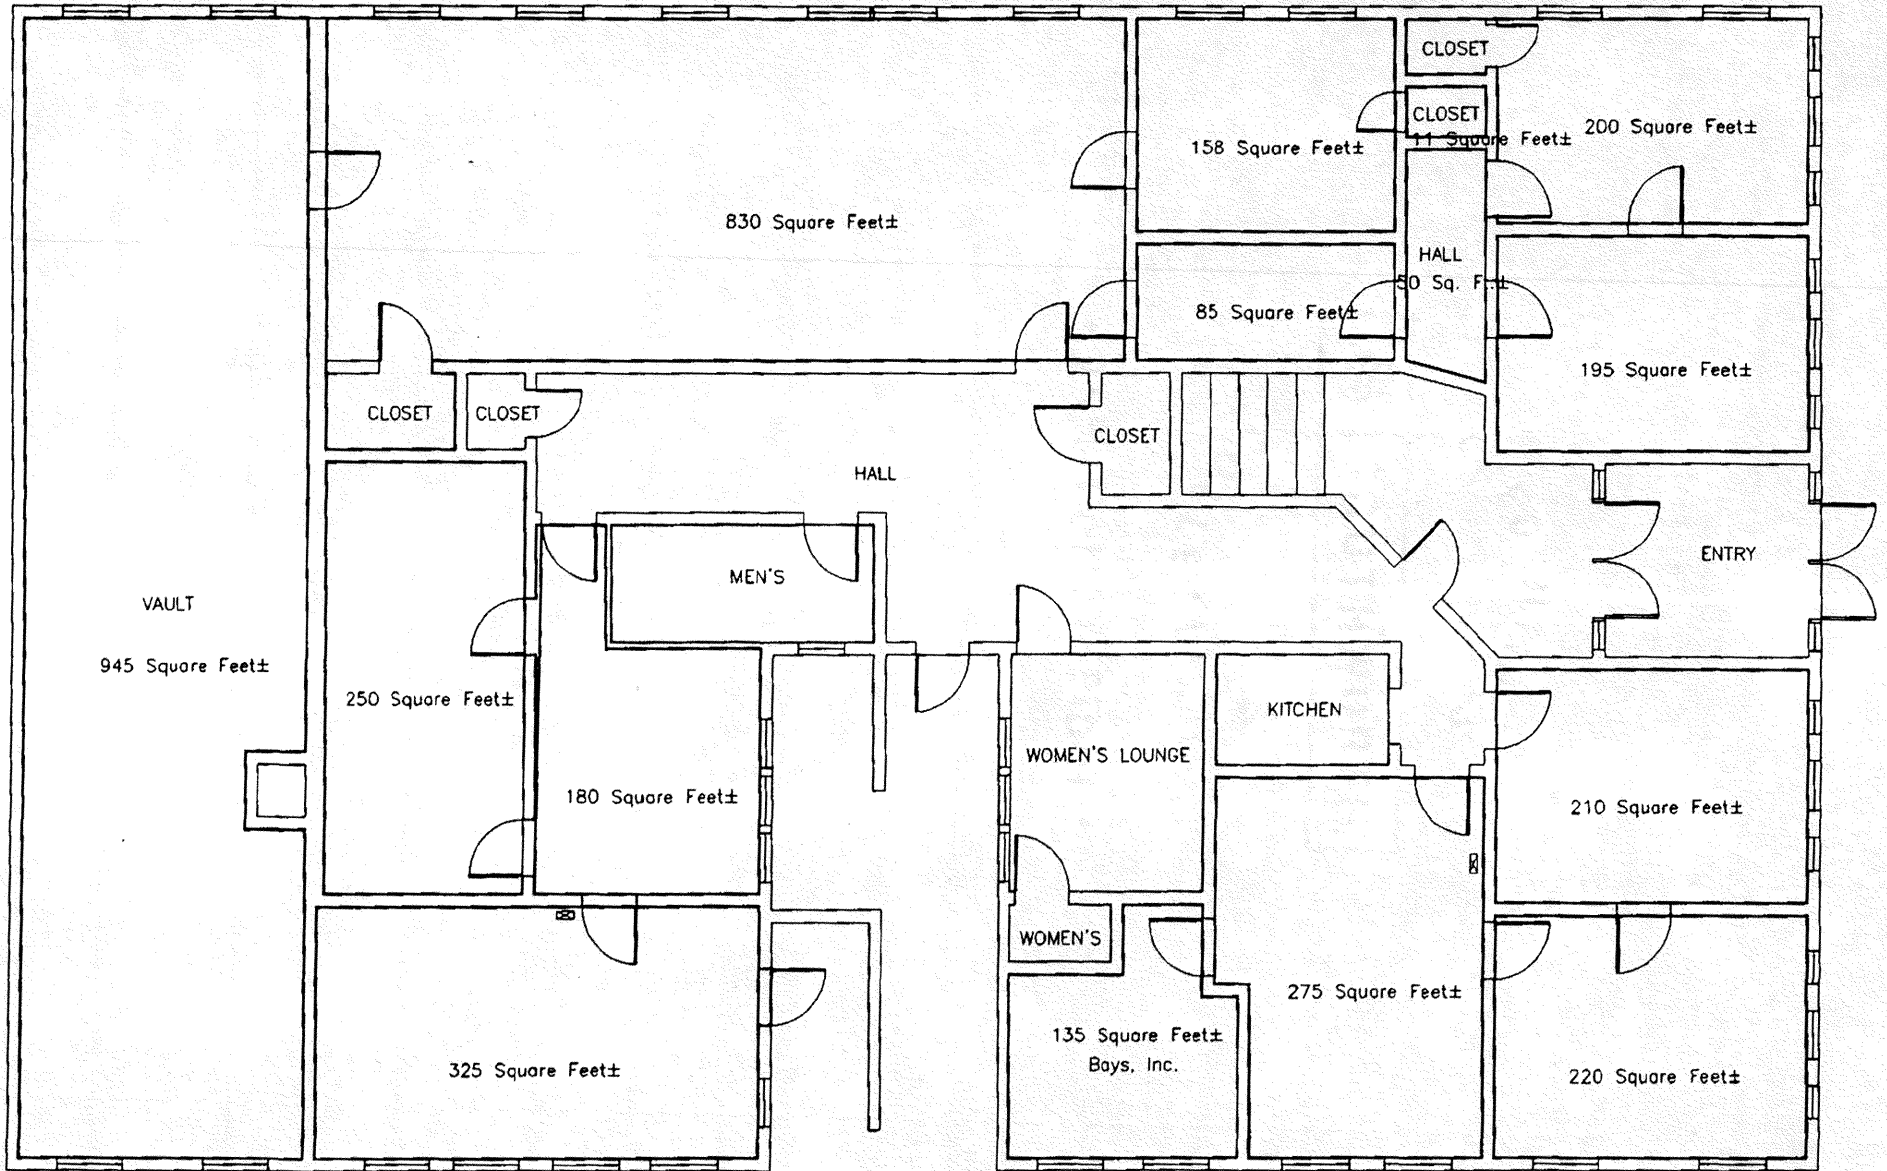 CLOSET
CLOSET
11 Square Feet±
200 Square Feet±
158 Square Feet±
830 Square Feet±
HALL
50 Sq. Ft±
85 Square Feet±
195 Square Feet±
CLOSET
CLOSET
CLOSET
HALL
ENTRY
MEN'S
VAULT
945 Square Feet±
250 Square Feet±
KITCHEN
WOMEN'S LOUNGE
180 Square Feet±
210 Square Feet±
WOMEN'S
275 Square Feet±
135 Square Feet±
Bays, Inc.
325 Square Feet±
220 Square Feet±